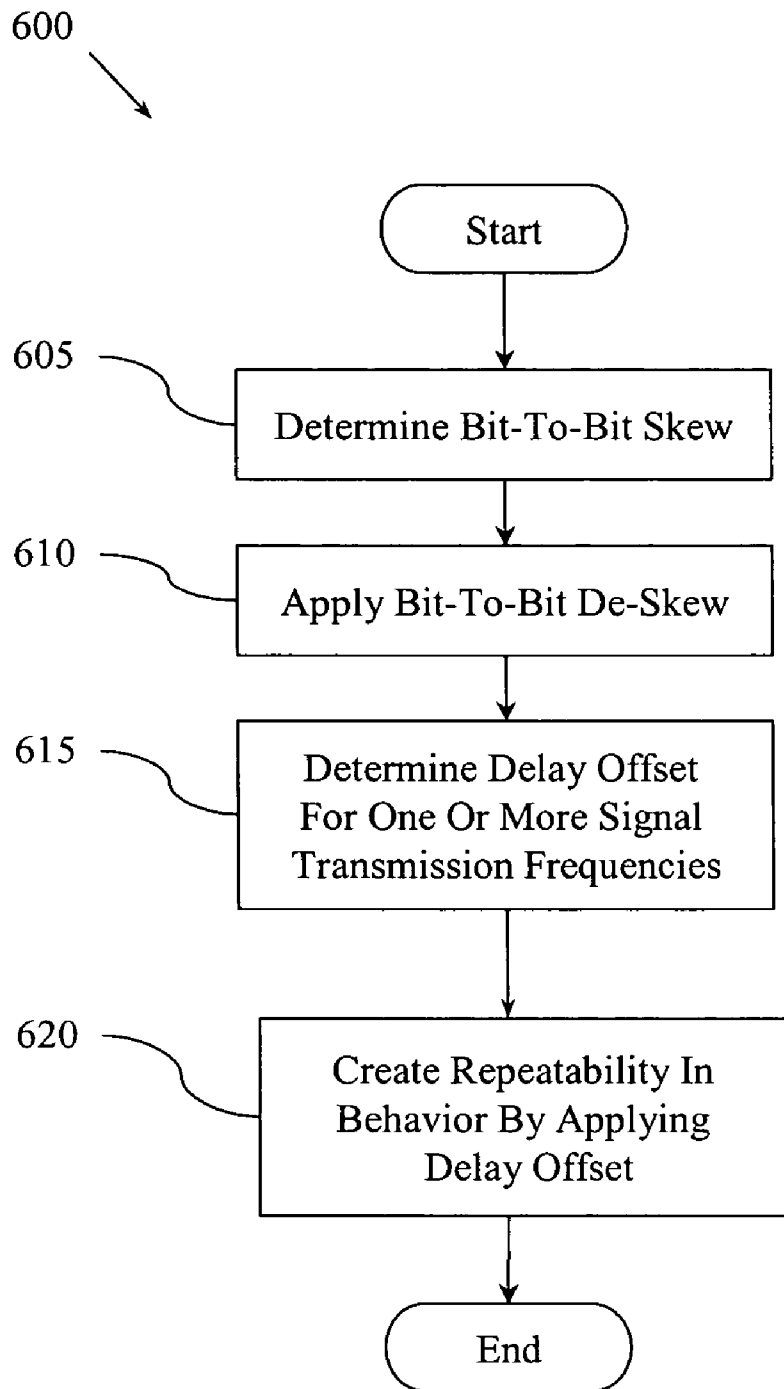 600
Start
605
Determine Bit-To-Bit Skew
610
Apply Bit-To-Bit De-Skew
615
Determine Delay Offset
For One Or More Signal
Transmission Frequencies
620
Create Repeatability In
Behavior By Applying
Delay Offset
End